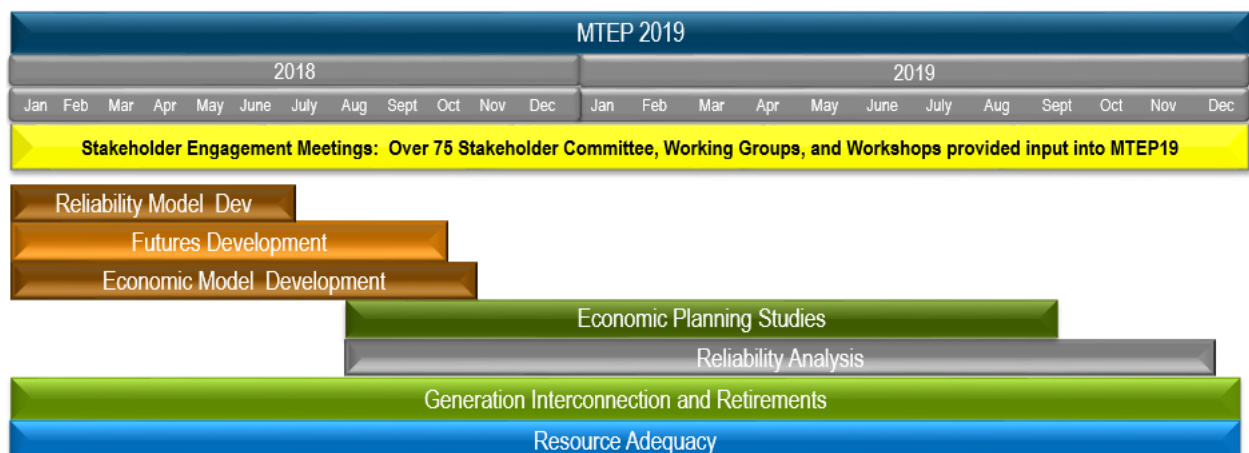 MTEP 2019
2018 2019
Jan Feb Mar Apr May June July Aug Sept Oct Nov Dec Jan Feb Mar Apr May June July Aug Sept Oct Nov Dec
Stakeholder Engagement Meetings: Over 75 Stakeholder Committee, Working Groups, and Workshops provided input into MTEP19
Reliability Model Dev
Futures Development
Economic Model Development
Economic Planning Studies
Reliability Analysis
Generation Interconnection and Retirements
Resource Adequacy